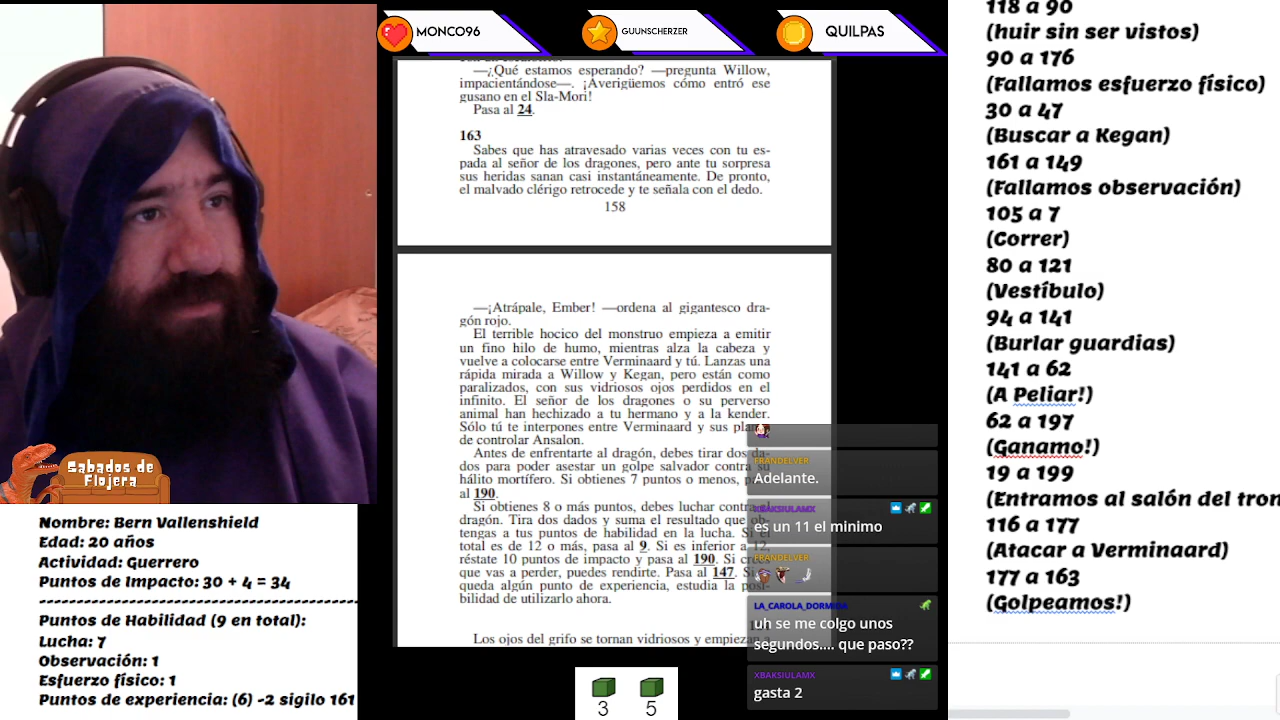 MONCO96
GUUNSCHERZER
QUILPAS
—¿Qué estamos esperando? —pregunta Willow,
impacientándose—. ¡Averigüemos cómo entró ese
gusano en el Sla-Mori!
Pasa al 24.
163
Sabes que has atravesado varias veces con tu es-
pada al señor de los dragones, pero ante tu sorpresa
sus heridas sanan casi instantáneamente. De pronto,
el malvado clérigo retrocede y te señala con el dedo.
158
—¡Atrápale, Ember! —ordena al gigantesco dra-
gón rojo.
El terrible hocico del monstruo empieza a emitir
un fino hilo de humo, mientras alza la cabeza y
vuelve a colocarse entre Verminaard y tú. Lanzas una
rápida mirada a Willow y Kegan, pero están como
paralizados, con sus vidriosos ojos perdidos en el
infinito. El señor de los dragones o su perverso
animal han hechizado a tu hermano y a la kender.
Sólo tú te interpones entre Verminaard y sus
de controlar Ansalon.
Antes de enfrentarte al dragón, debes tirar dos
dos para poder asestar un golpe salvador contra su
hálito mortífero. Si obtienes 7 puntos o menos,
al 190.
Si obtienes 8 o más puntos, debes luchar contra
dragón. Tira dos dados y suma el resultado que ob-
tengas a tus puntos de habilidad en la lucha. Si el
total es de 12 o más, pasa al 9. Si es inferior a 12,
réstate 10 puntos de impacto y pasa al 190. Si
que vas a perder, puedes rendirte. Pasa al 147. Si
queda algún punto de experiencia, estudia la
bilidad de utilizarlo ahora.
Los ojos del grifo se tornan vidriosos y empiezan a
FRANDELVER
Adelante.
XBAKSIULAMX
es un 11 el minimo
FRANDELVER
LA_CAROLA_DORMIDA
uh se me colgo unos
segundos.... que paso??
XBAKSIULAMX
gasta 2
3 5
118 a 90
(huir sin ser vistos)
90 a 176
(Fallamos esfuerzo físico)
30 a 47
(Buscar a Kegan)
161 a 149
(Fallamos observación)
105 a 7
(Correr)
80 a 121
(Vestíbulo)
94 a 141
(Burlar guardias)
141 a 62
(A Peliar!)
62 a 197
(Ganamo!)
19 a 199
(Entramos al salón del tron
116 a 177
(Atacar a Verminaard)
177 a 163
(Golpeamos!)
Sabados de
Flojera
Nombre: Bern Vallenshield
Edad: 20 años
Actividad: Guerrero
Puntos de Impacto: 30 + 4 = 34
Puntos de Habilidad (9 en total):
Lucha: 7
Observación: 1
Esfuerzo físico: 1
Puntos de experiencia: (6) -2 sigilo 161